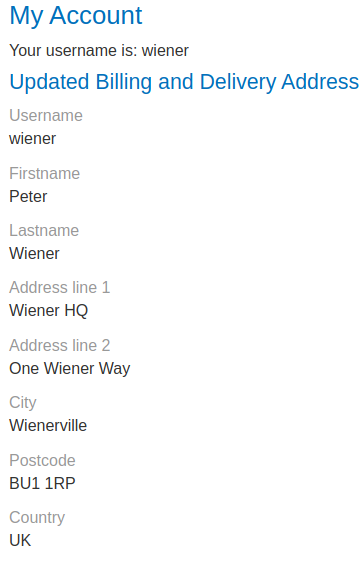 My Account
Your username is: wiener
Updated Billing and Delivery Address
Username
wiener
Firstname
Peter
Lastname
Wiener
Address line 1
Wiener HQ
Address line 2
One Wiener Way
City
Wienerville
Postcode
BU1 1RP
Country
UK